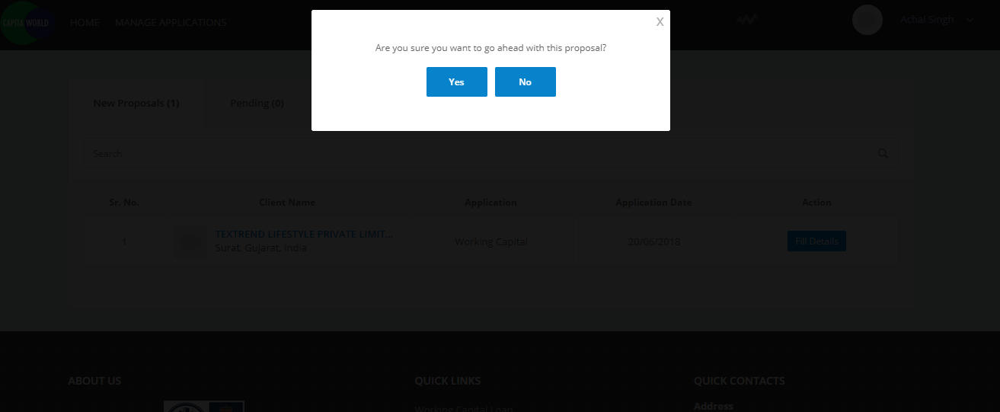 CAPITA WORLD
HOME
MANAGE APPLICATIONS
Achal Singh
X
Are you sure you want to go ahead with this proposal?
Yes
No
New Proposals (1)
Pending (0)
Search
Sr. No.
Client Name
Application
Application Date
Action
1
TEXTREND LIFESTYLE PRIVATE LIMIT...
Surat, Gujarat, India
Working Capital
20/06/2018
Fill Details
ABOUT US
QUICK LINKS
QUICK CONTACTS
Working Capital Loan
Address